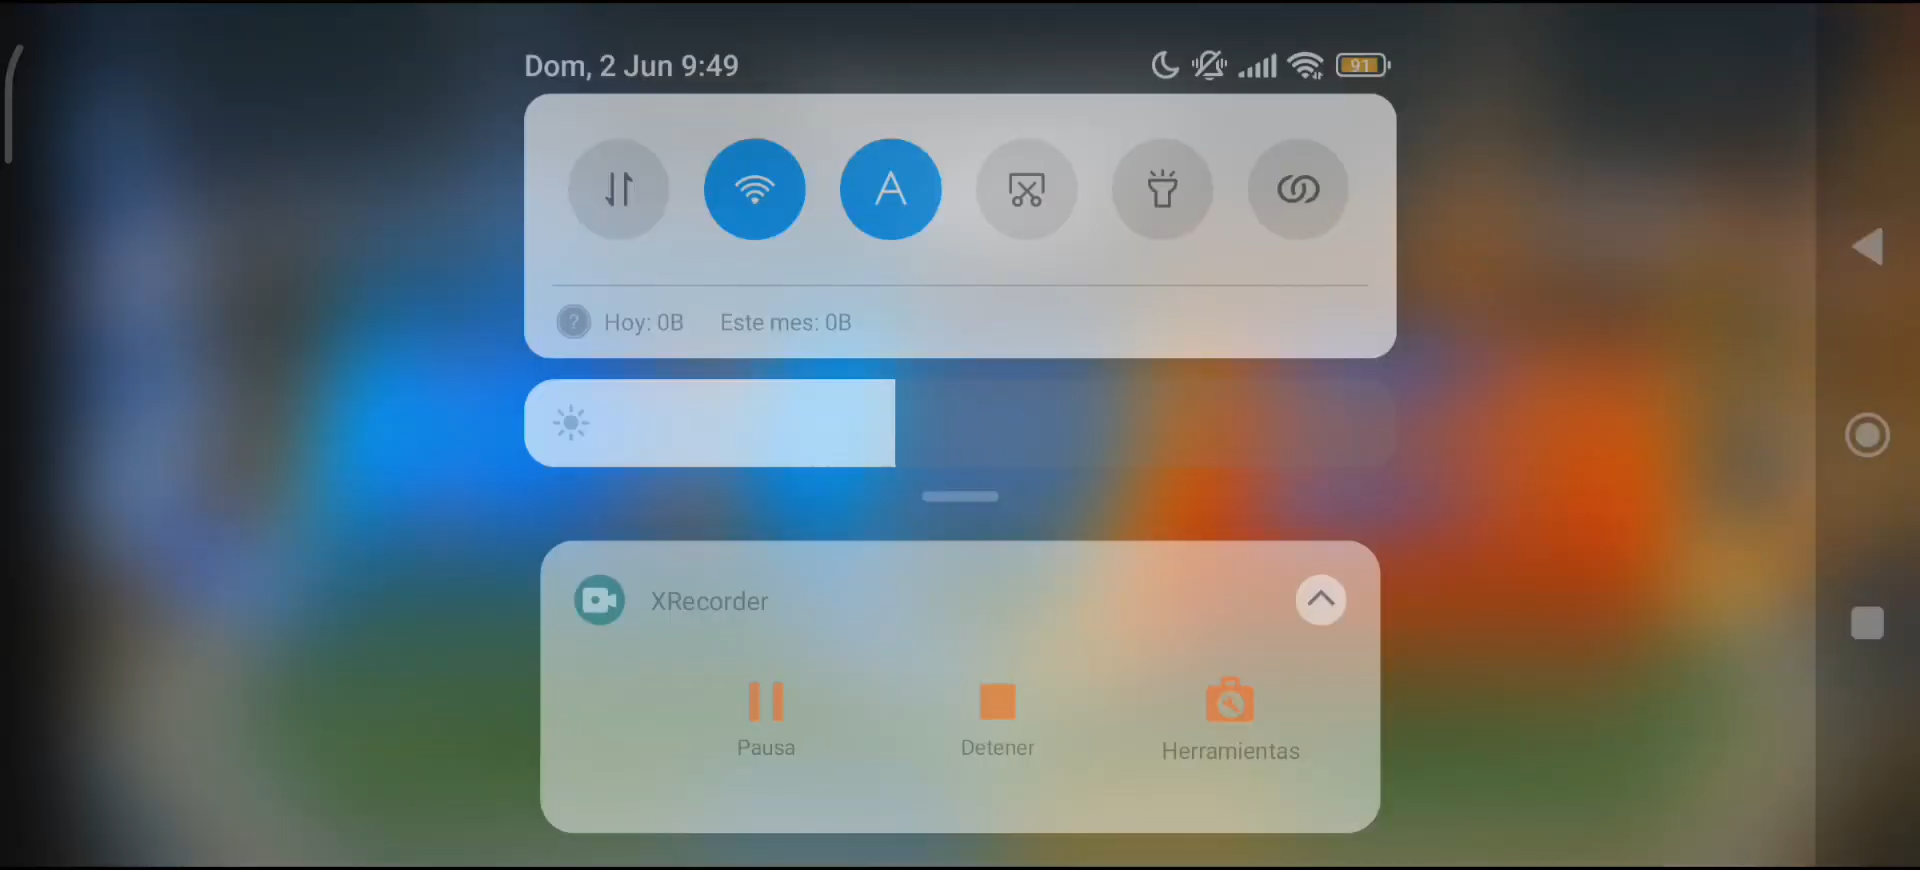 Dom, 2 Jun 9:49
91
A
Hoy: 0B Este mes: 0B
XRecorder
Pausa Detener Herramientas